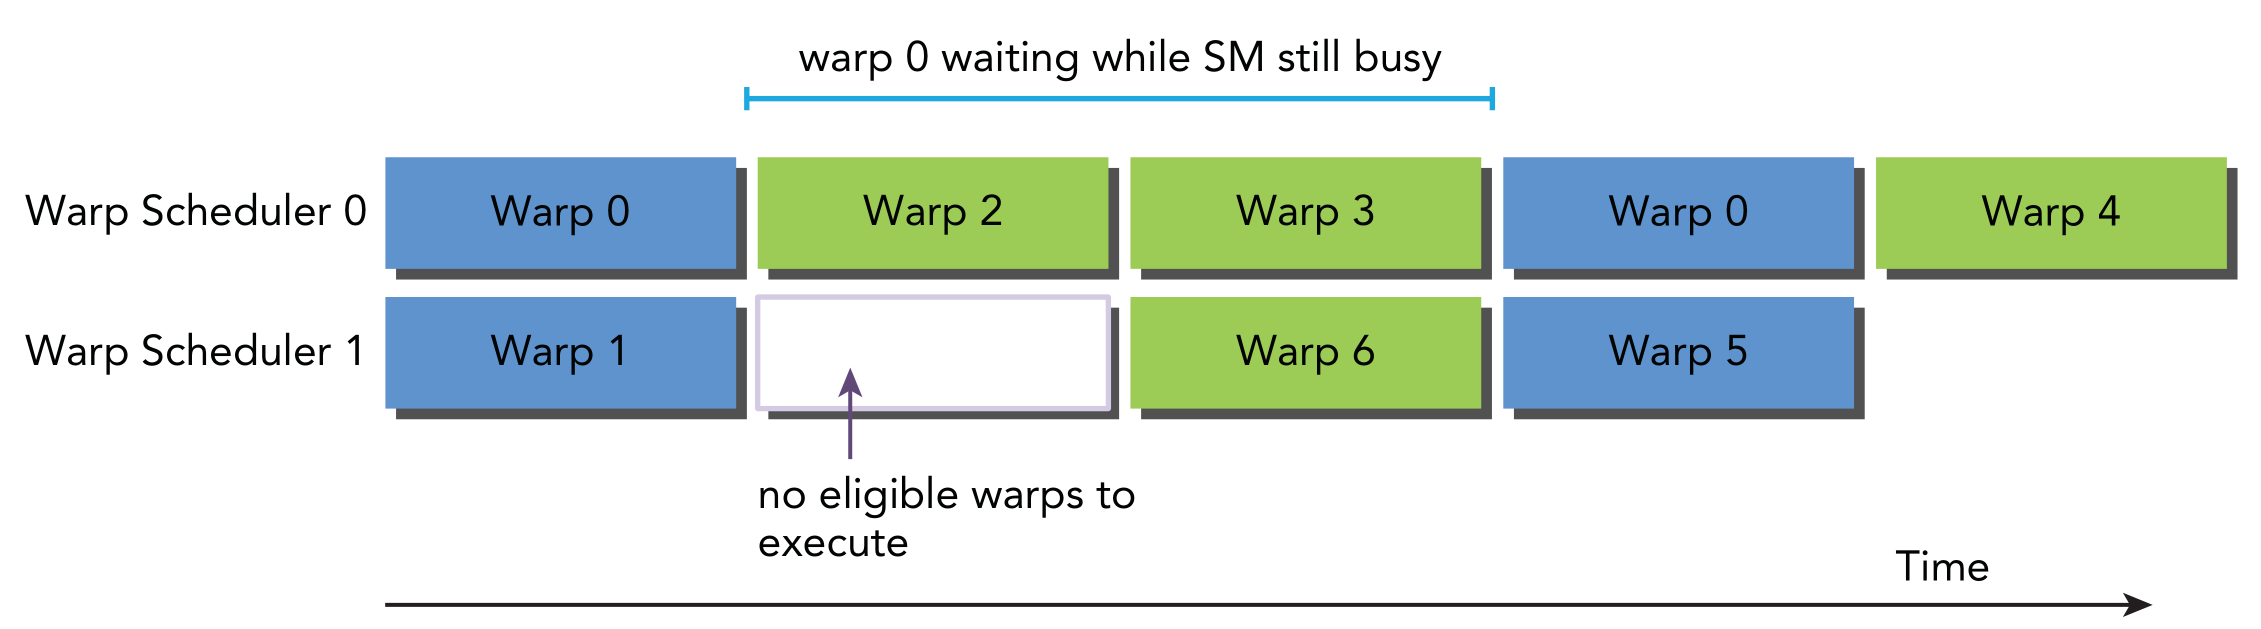 warp 0 waiting while SM still busy
Warp Scheduler 0
Warp 0
Warp 2
Warp 3
Warp 0
Warp 4
Warp Scheduler 1
Warp 1
Warp 6
Warp 5
no eligible warps to
execute
Time